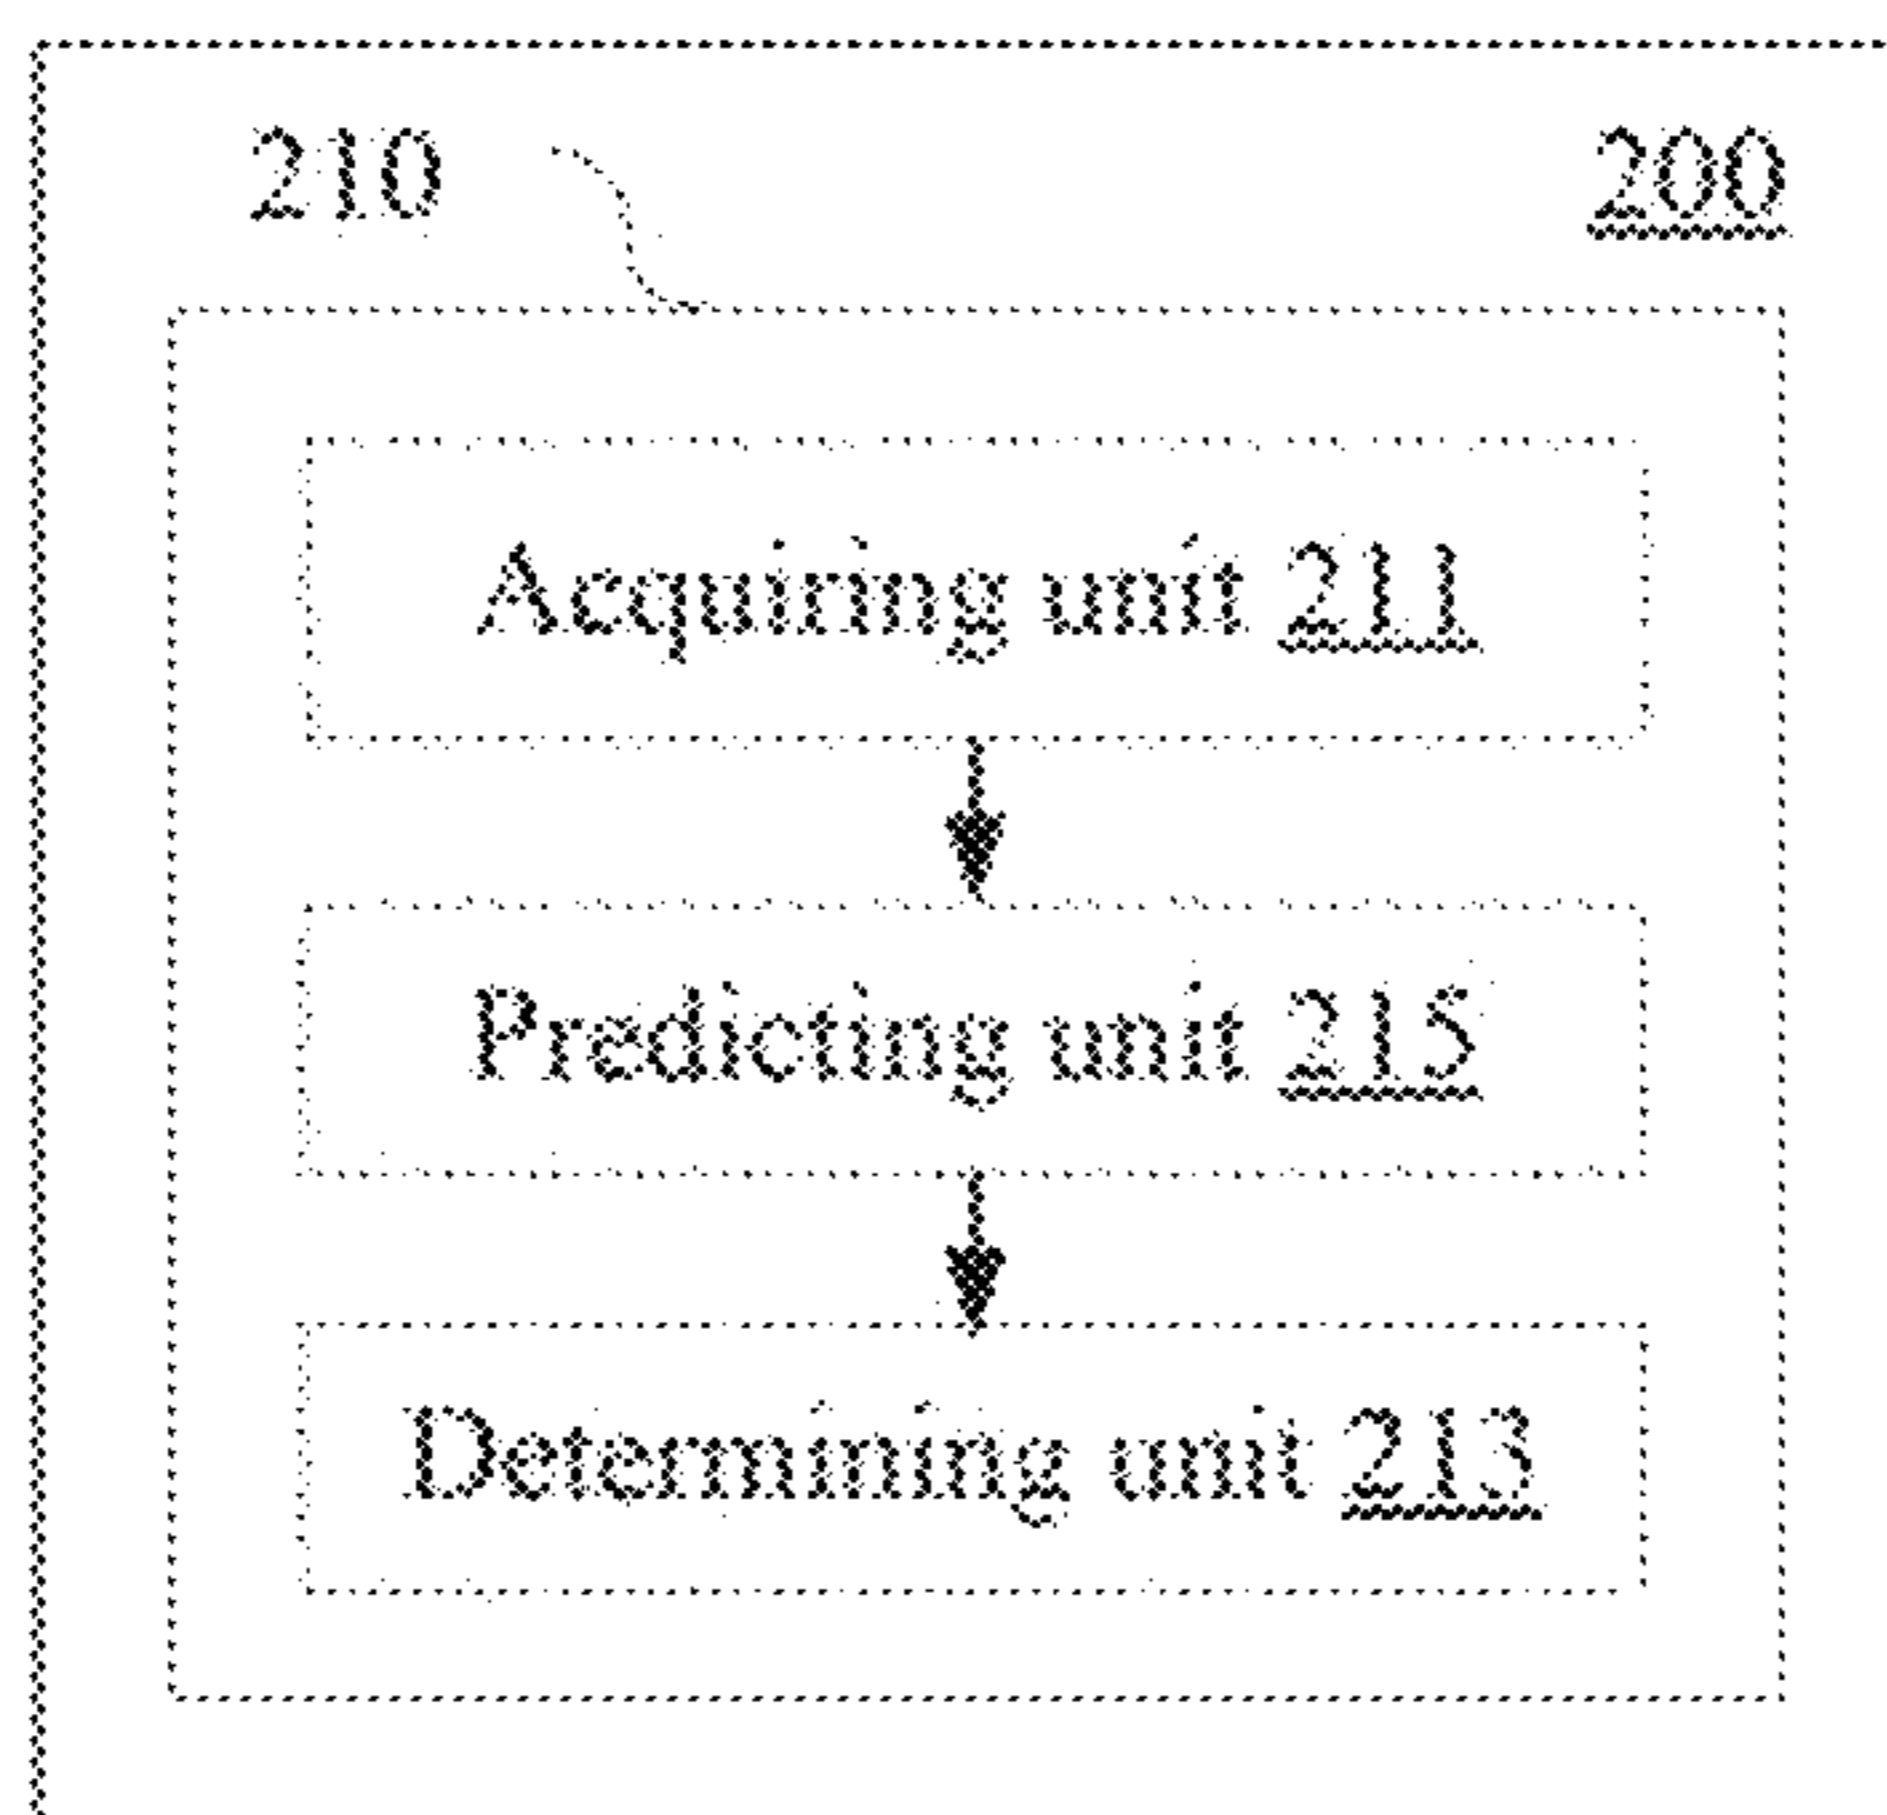 210
200
Acquiring unit 211
Predicting unit 215
Determining unit 213